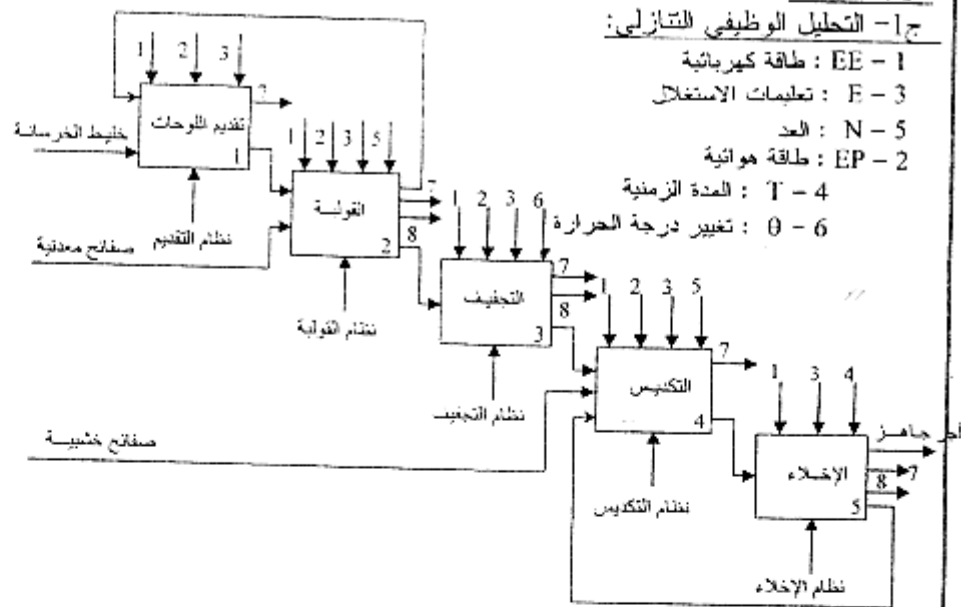 ج1- التحليل الوظيفي التنازلي:
1 - EE : طاقة كهربائية
3 - E : تعليمات الاستغلال
5 - N : العد
2 - EP : طاقة هوائية
4 - T : المدة الزمنية
6 - θ : تغيير درجة الحرارة
1 2 3
تقديم اللوحات
1
7
خليط الخرسانة
نظام التقديم
1 2 3 5
القولبة
2
7
8
صفائح معدنية
نظام القولبة
1 2 3 6
التجفيف
3
7
8
نظام التجفيف
1 2 3 5
التكديس
4
7
صفائح خشبية
نظام التكديس
1 3 4
الإخلاء
5
آجر جاهز
7
8
نظام الإخلاء